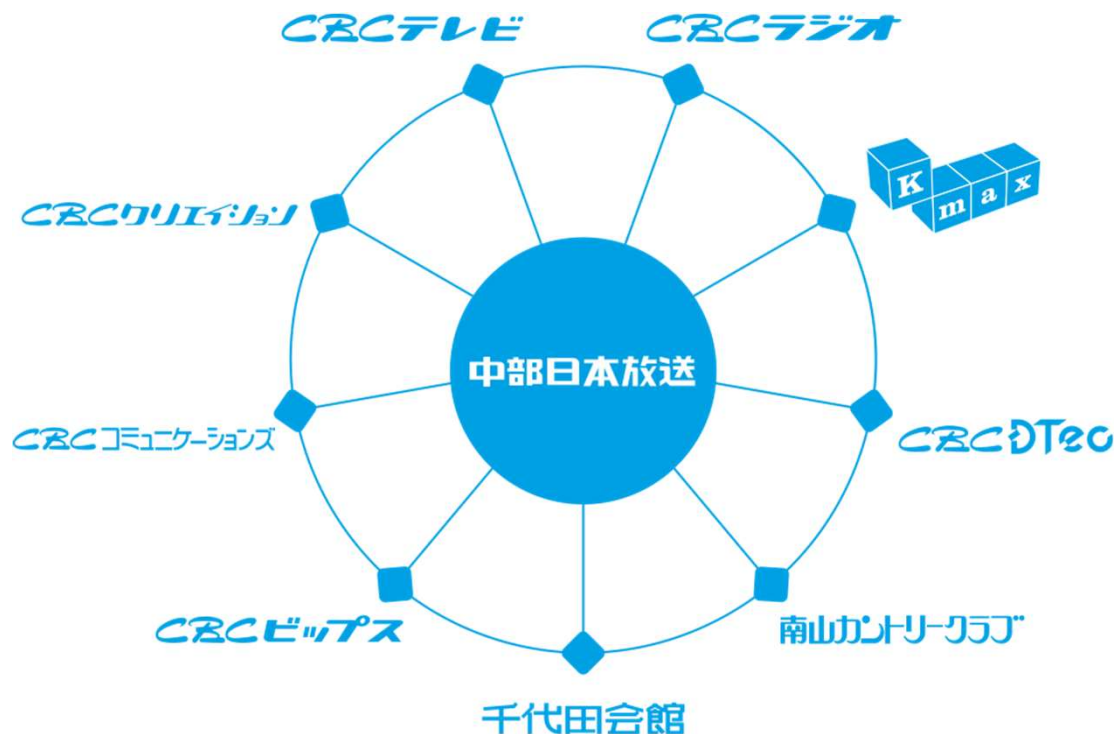 CBCテレビ
CBCラジオ
K
max
CBCクリエイション
中部日本放送
CBCコミュニケーションズ
CBC DTec
CBCビップス
南山カントリークラブ
千代田会館